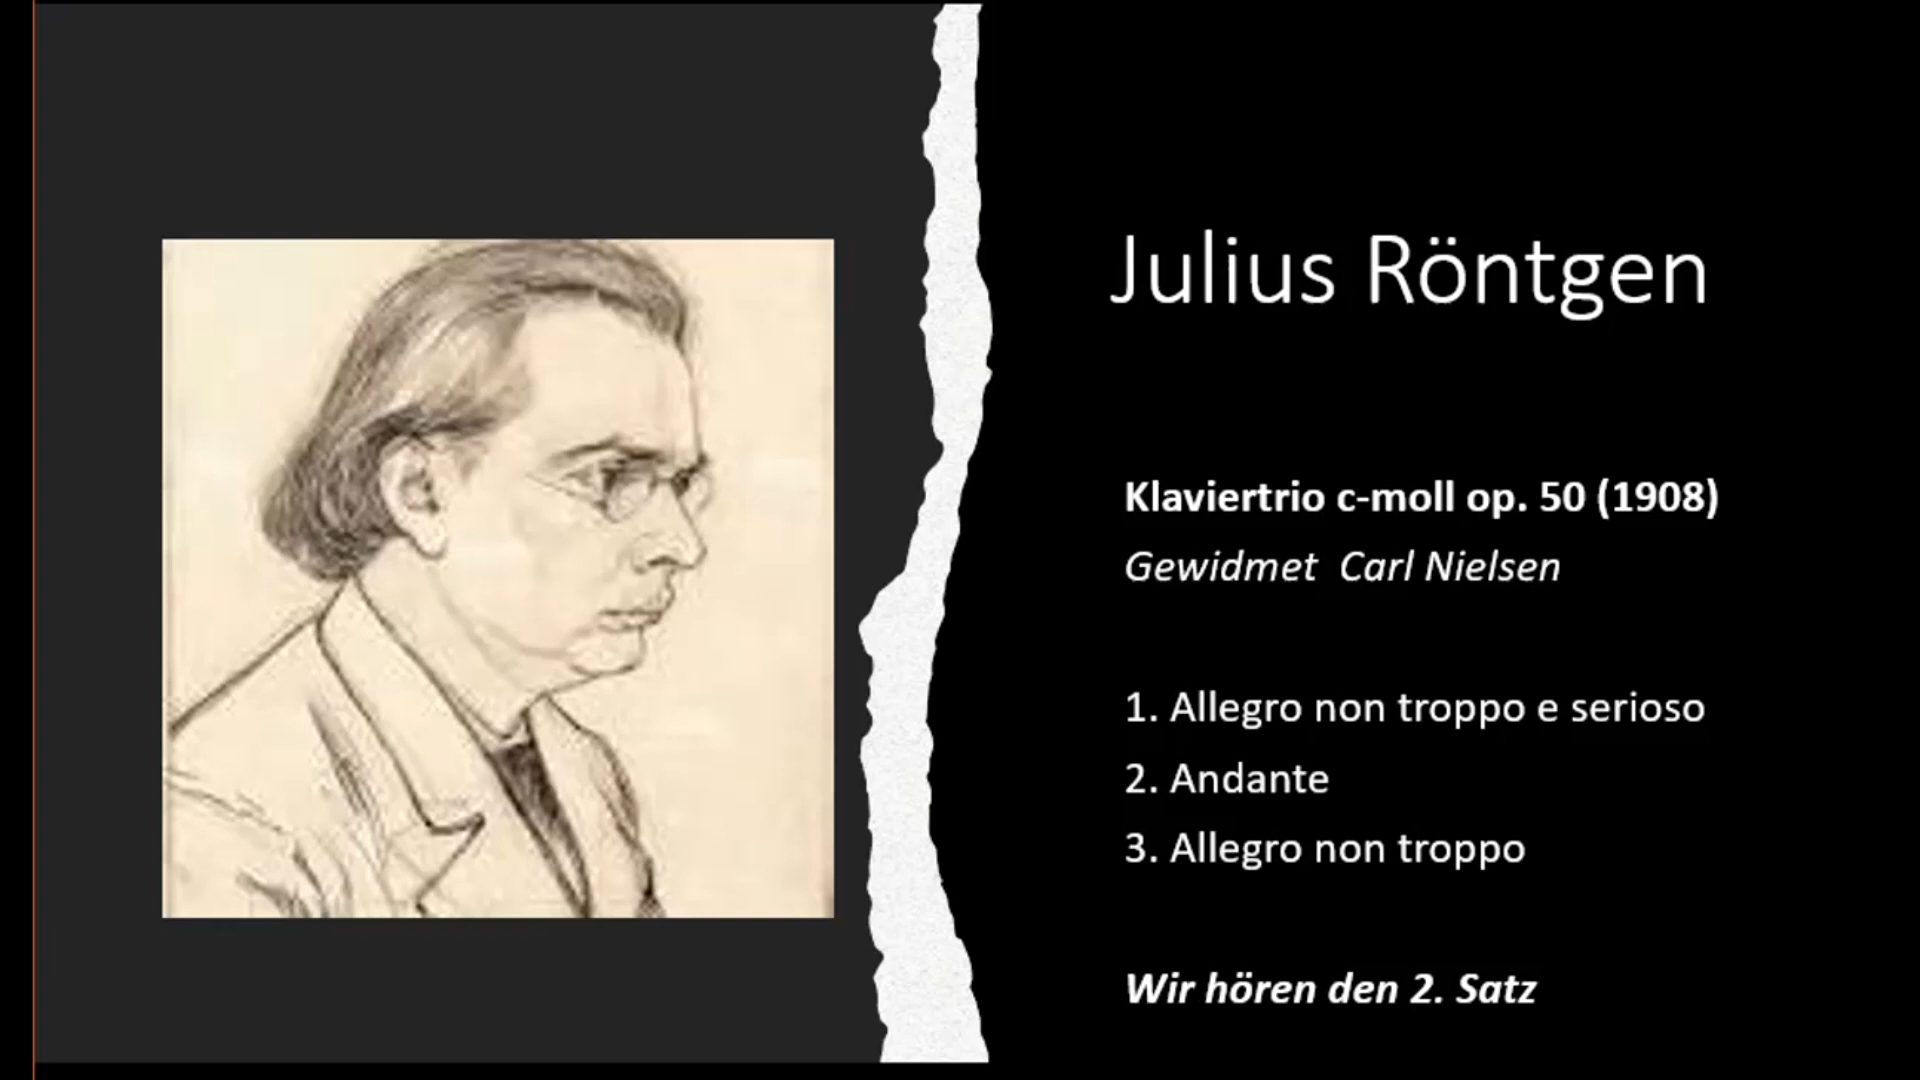 Julius Röntgen
Klaviertrio c-moll op. 50 (1908)
Gewidmet  Carl Nielsen
1. Allegro non troppo e serioso
2. Andante
3. Allegro non troppo
Wir hören den 2. Satz